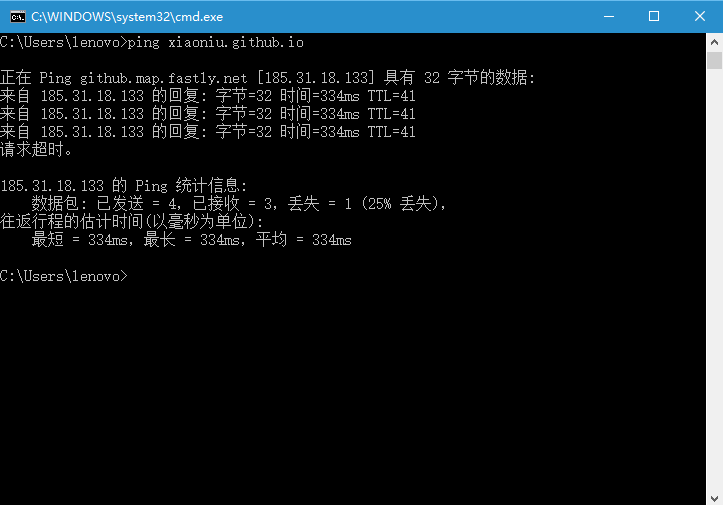 C:\WINDOWS\system32\cmd.exe
C:\Users\lenovo>ping xiaoniu.github.io
正在 Ping github.map.fastly.net [185.31.18.133] 具有 32 字节的数据:
来自 185.31.18.133 的回复: 字节=32 时间=334ms TTL=41
来自 185.31.18.133 的回复: 字节=32 时间=334ms TTL=41
来自 185.31.18.133 的回复: 字节=32 时间=334ms TTL=41
请求超时。
185.31.18.133 的 Ping 统计信息:
数据包: 已发送 = 4, 已接收 = 3, 丢失 = 1 (25% 丢失),
往返行程的估计时间(以毫秒为单位):
最短 = 334ms, 最长 = 334ms, 平均 = 334ms
C:\Users\lenovo>